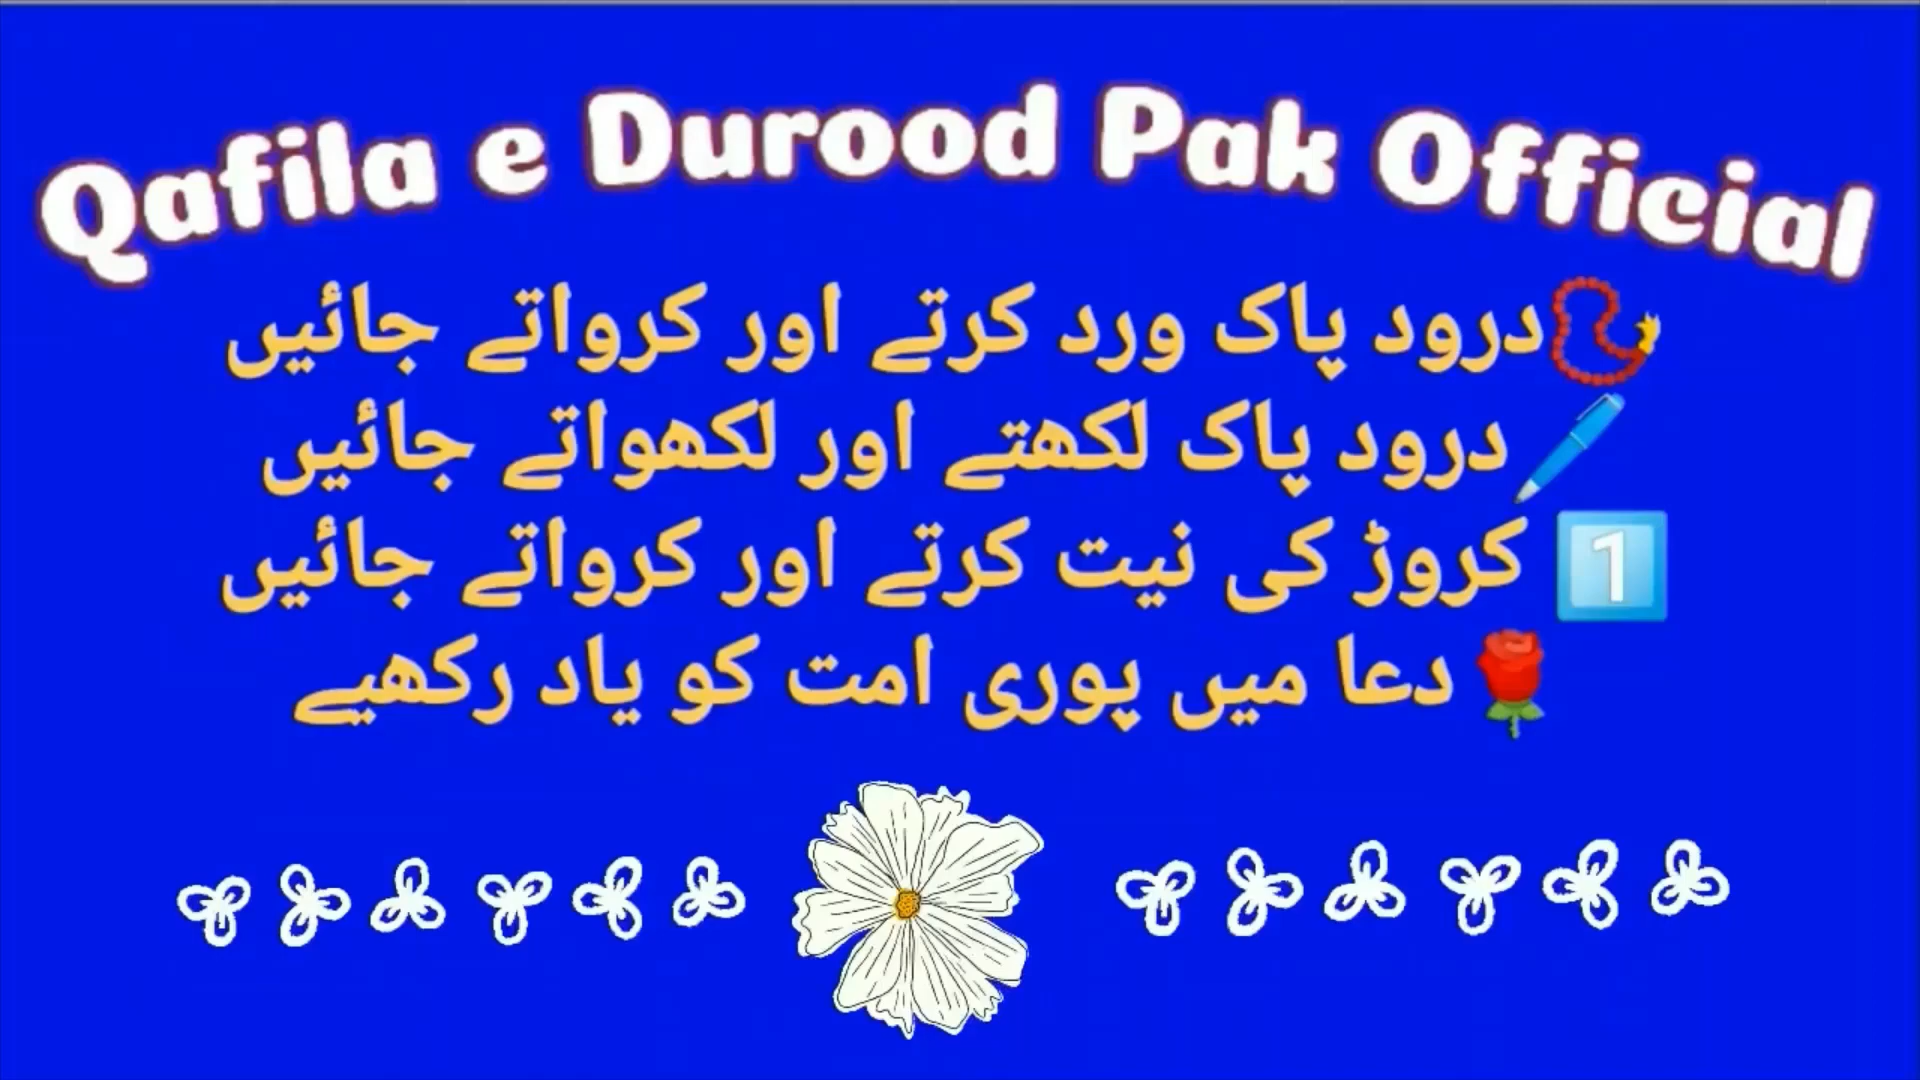 Qafila e Durood Pak Official
📿درود پاک ورد کرتے اور کرواتے جائیں
🖊️درود پاک لکھتے اور لکھواتے جائیں
1️⃣ کروڑ کی نیت کرتے اور کرواتے جائیں
🌹دعا میں پوری امت کو یاد رکھیے